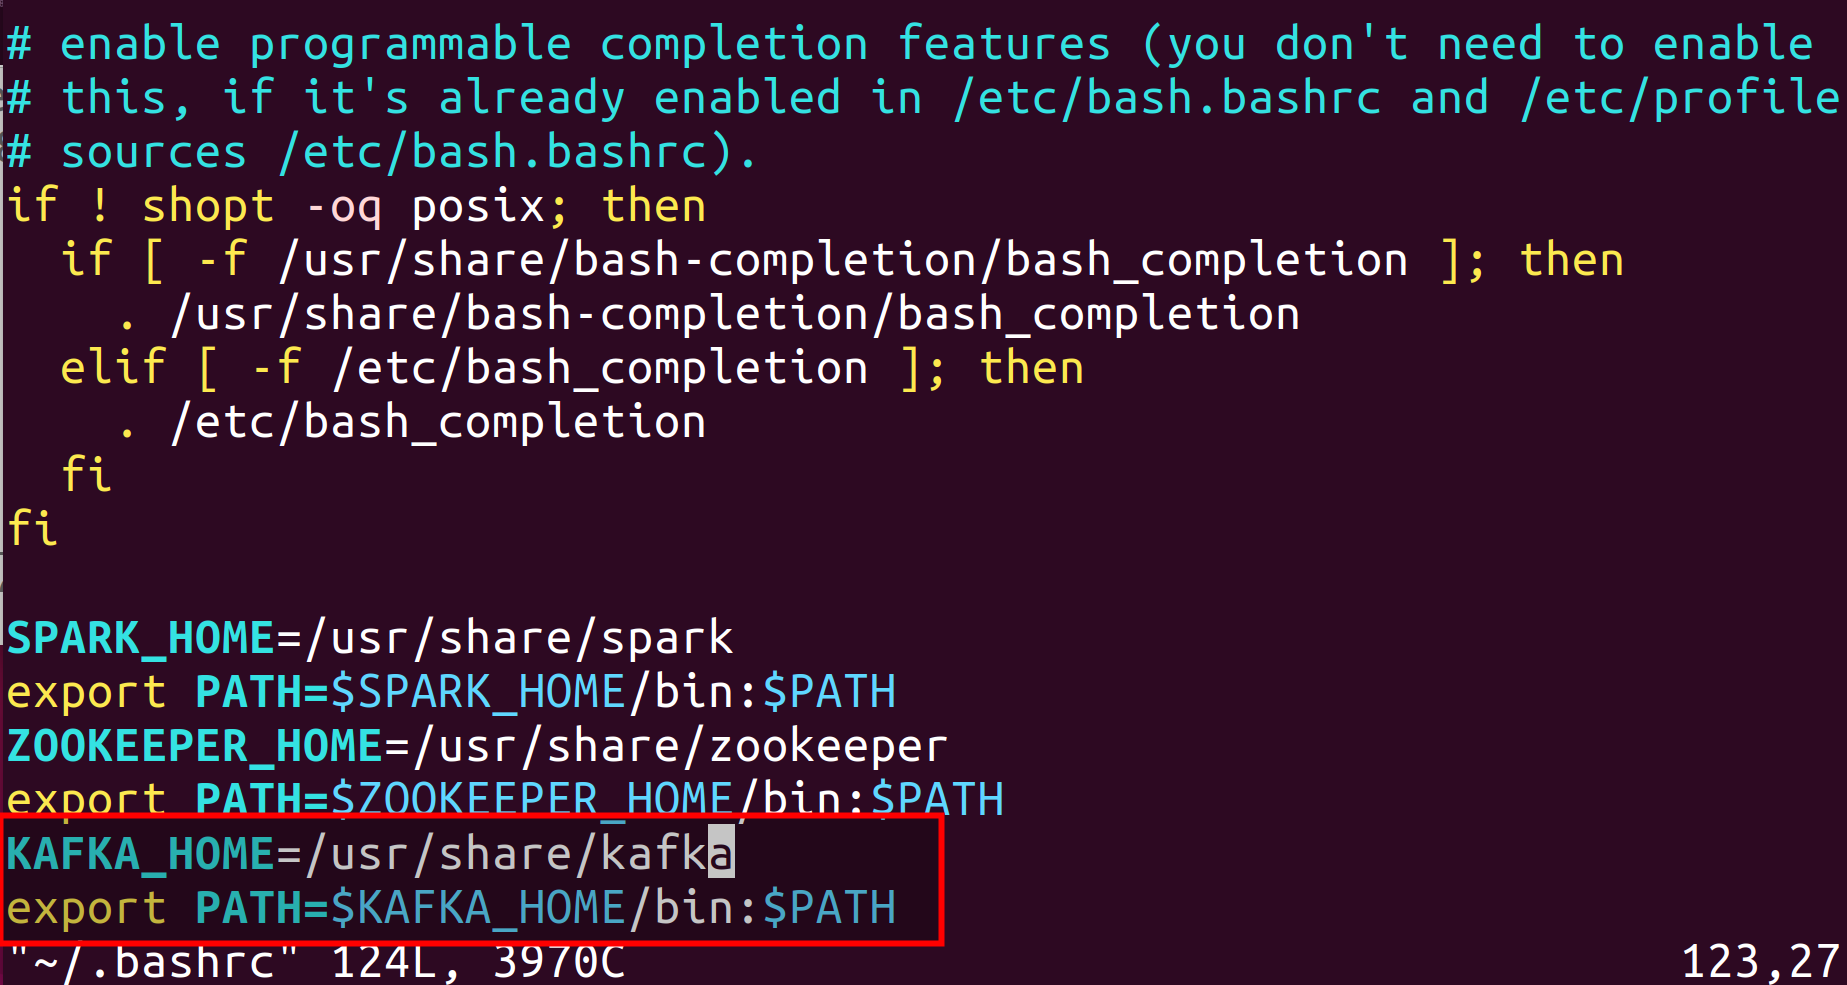 # enable programmable completion features (you don't need to enable
# this, if it's already enabled in /etc/bash.bashrc and /etc/profile
# sources /etc/bash.bashrc).
if ! shopt -oq posix; then
  if [ -f /usr/share/bash-completion/bash_completion ]; then
    . /usr/share/bash-completion/bash_completion
  elif [ -f /etc/bash_completion ]; then
    . /etc/bash_completion
  fi
fi

SPARK_HOME=/usr/share/spark
export PATH=$SPARK_HOME/bin:$PATH
ZOOKEEPER_HOME=/usr/share/zookeeper
export PATH=$ZOOKEEPER_HOME/bin:$PATH
KAFKA_HOME=/usr/share/kafka
export PATH=$KAFKA_HOME/bin:$PATH
"~/.bashrc" 124L, 3970C 123,27